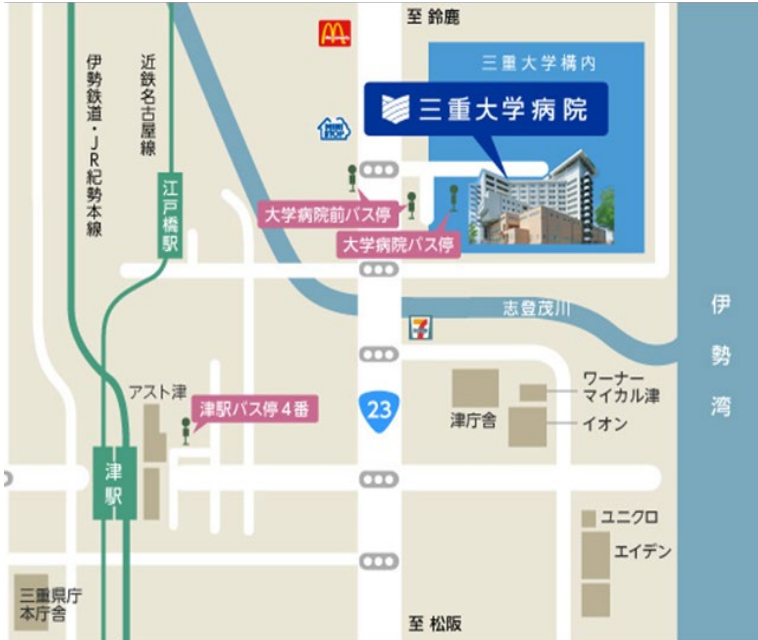 至 鈴鹿
三重大学構内
三重大学病院
伊勢鉄道・JR紀勢本線
近鉄名古屋線
MINI
STOP
江戸橋駅
大学病院前バス停
大学病院バス停
志登茂川
伊勢湾
7
アスト津
津駅バス停4番
23
津庁舎
ワーナー
マイカル津
イオン
津駅
ユニクロ
エイデン
三重県庁
本庁舎
至 松阪